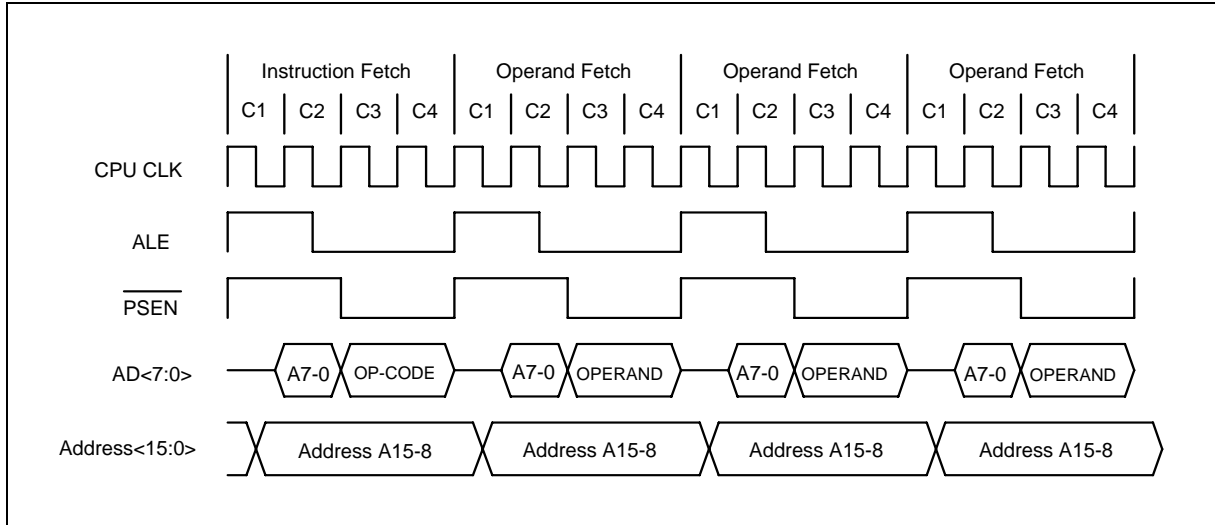 Instruction Fetch Operand Fetch Operand Fetch Operand Fetch
C1 C2 C3 C4 C1 C2 C3 C4 C1 C2 C3 C4 C1 C2 C3 C4
CPU CLK
ALE
PSEN
AD<7:0> A7-0 OP-CODE A7-0 OPERAND A7-0 OPERAND A7-0 OPERAND
Address<15:0> Address A15-8 Address A15-8 Address A15-8 Address A15-8